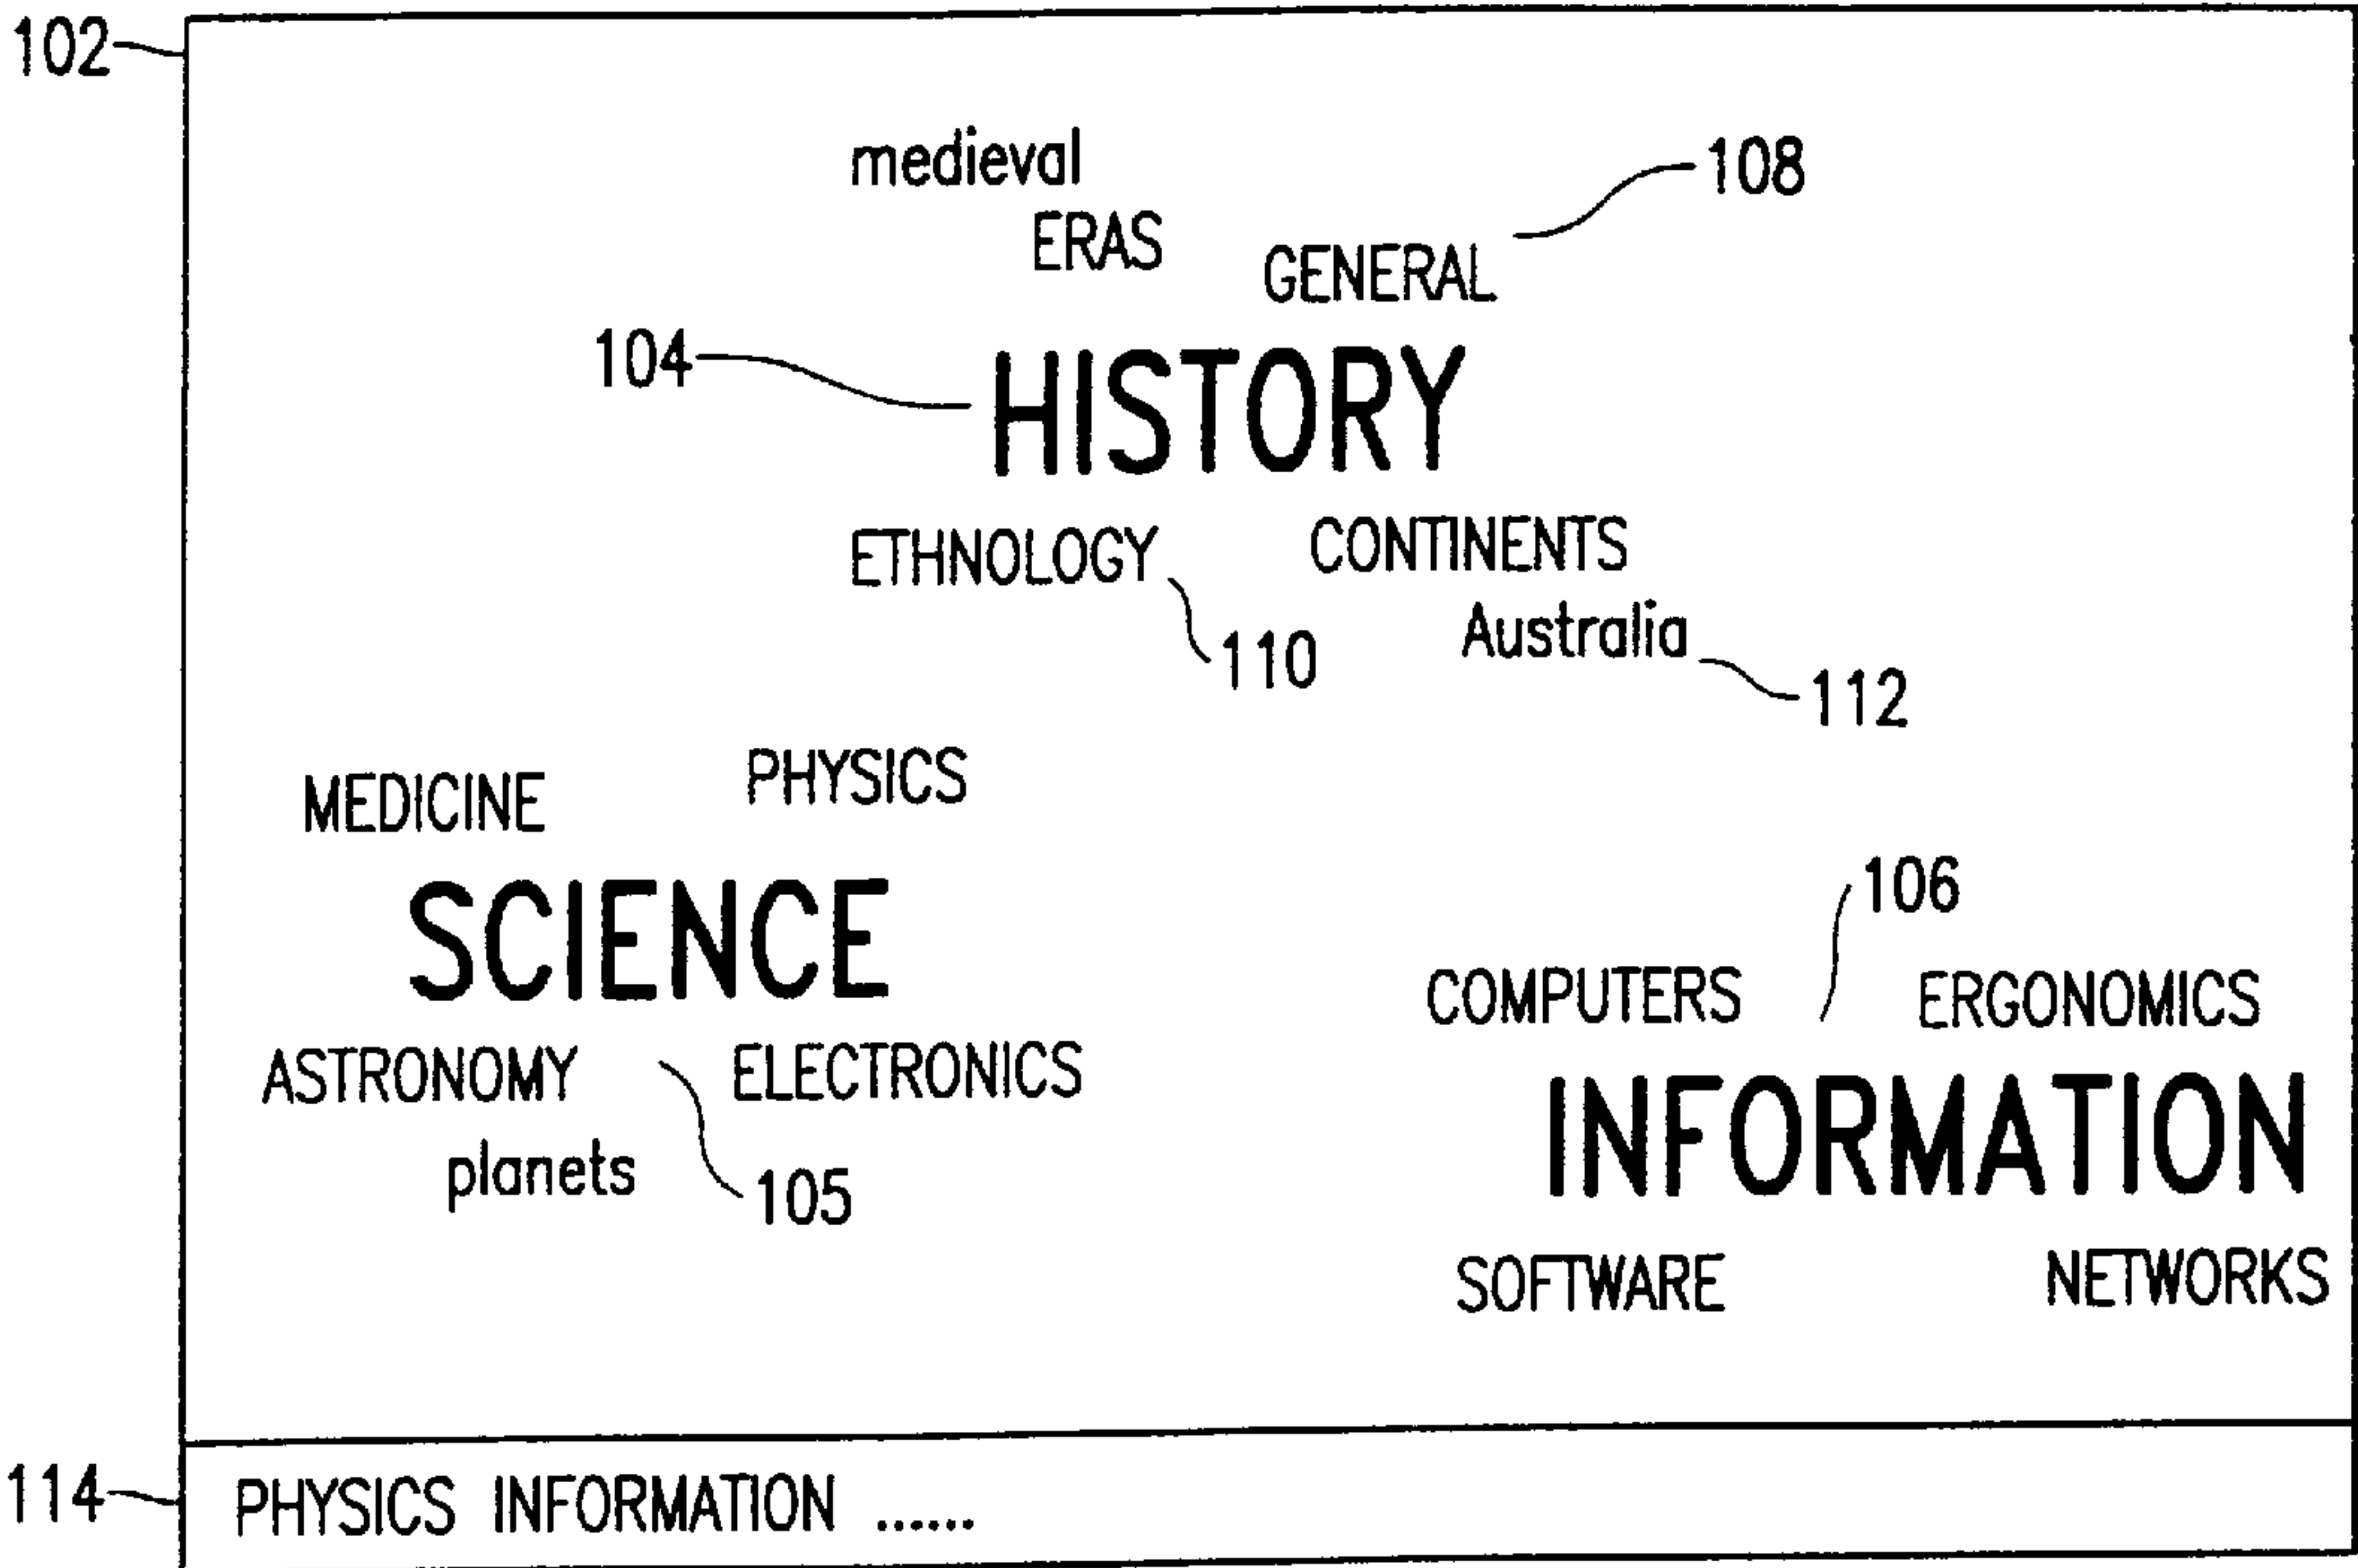 102
medieval
108
ERAS
GENERAL
104
HISTORY
ETHNOLOGY
CONTINENTS
Australia
110
112
MEDICINE
PHYSICS
SCIENCE
106
COMPUTERS
ERGONOMICS
ASTRONOMY
ELECTRONICS
INFORMATION
planets
105
SOFTWARE
NETWORKS
114
PHYSICS INFORMATION ......